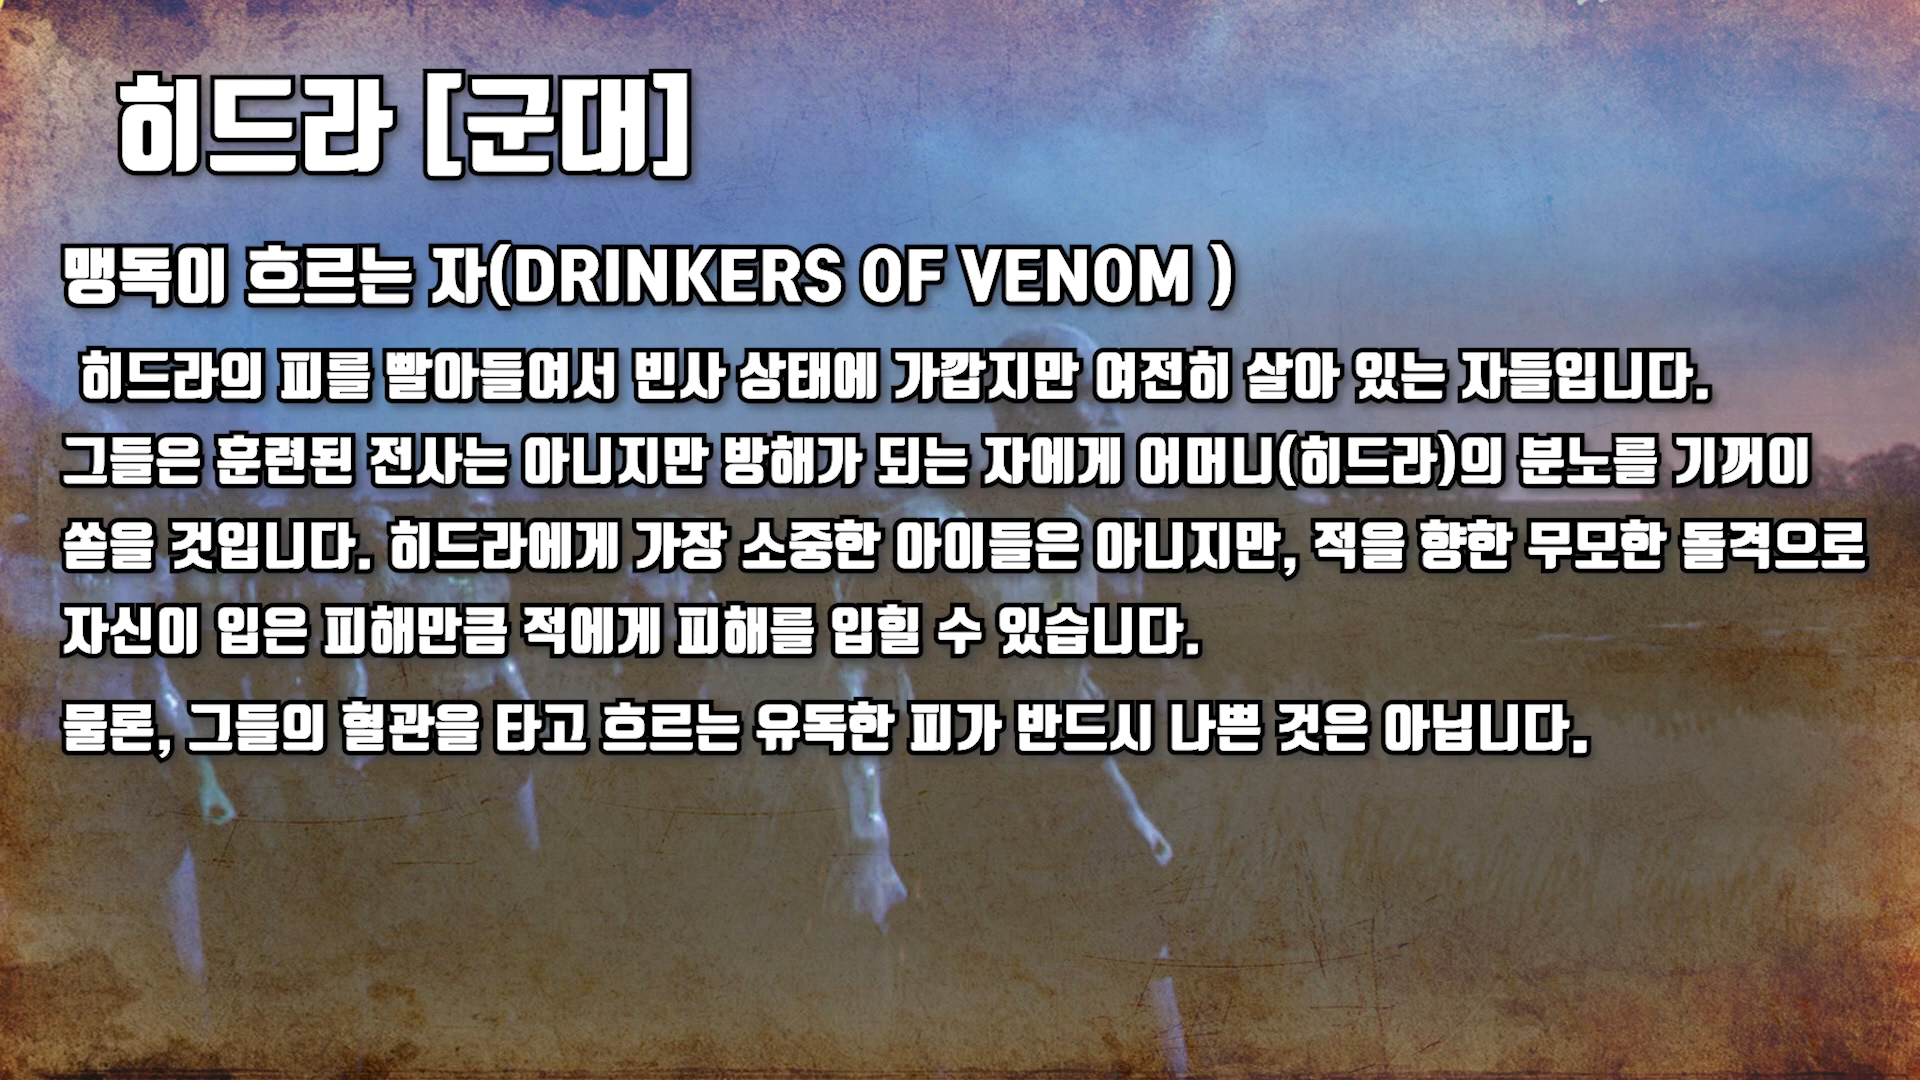 히드라 [군대]
맹독이 흐르는 자(DRINKERS OF VENOM )
히드라의 피를 빨아들여서 빈사 상태에 가깝지만 여전히 살아 있는 자들입니다.
그들은 훈련된 전사는 아니지만 방해가 되는 자에게 어머니(히드라)의 분노를 기꺼이
쏟을 것입니다. 히드라에게 가장 소중한 아이들은 아니지만, 적을 향한 무모한 돌격으로
자신이 입은 피해만큼 적에게 피해를 입힐 수 있습니다.
물론, 그들의 혈관을 타고 흐르는 유독한 피가 반드시 나쁜 것은 아닙니다.